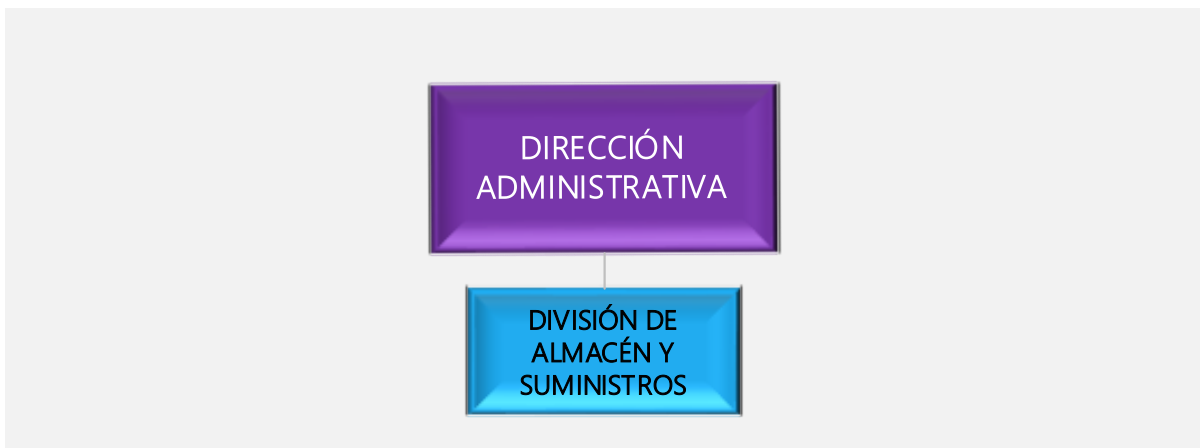 DIRECCIÓN
ADMINISTRATIVA
DIVISIÓN DE
ALMACÉN Y
SUMINISTROS